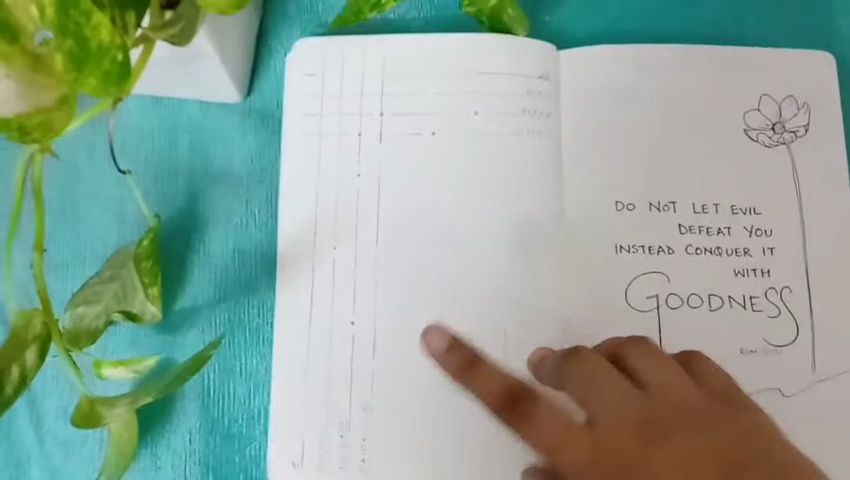 DO NOT LET EVIL
DEFEAT YOU
INSTEAD CONQUER IT
WITH
GOODNESS